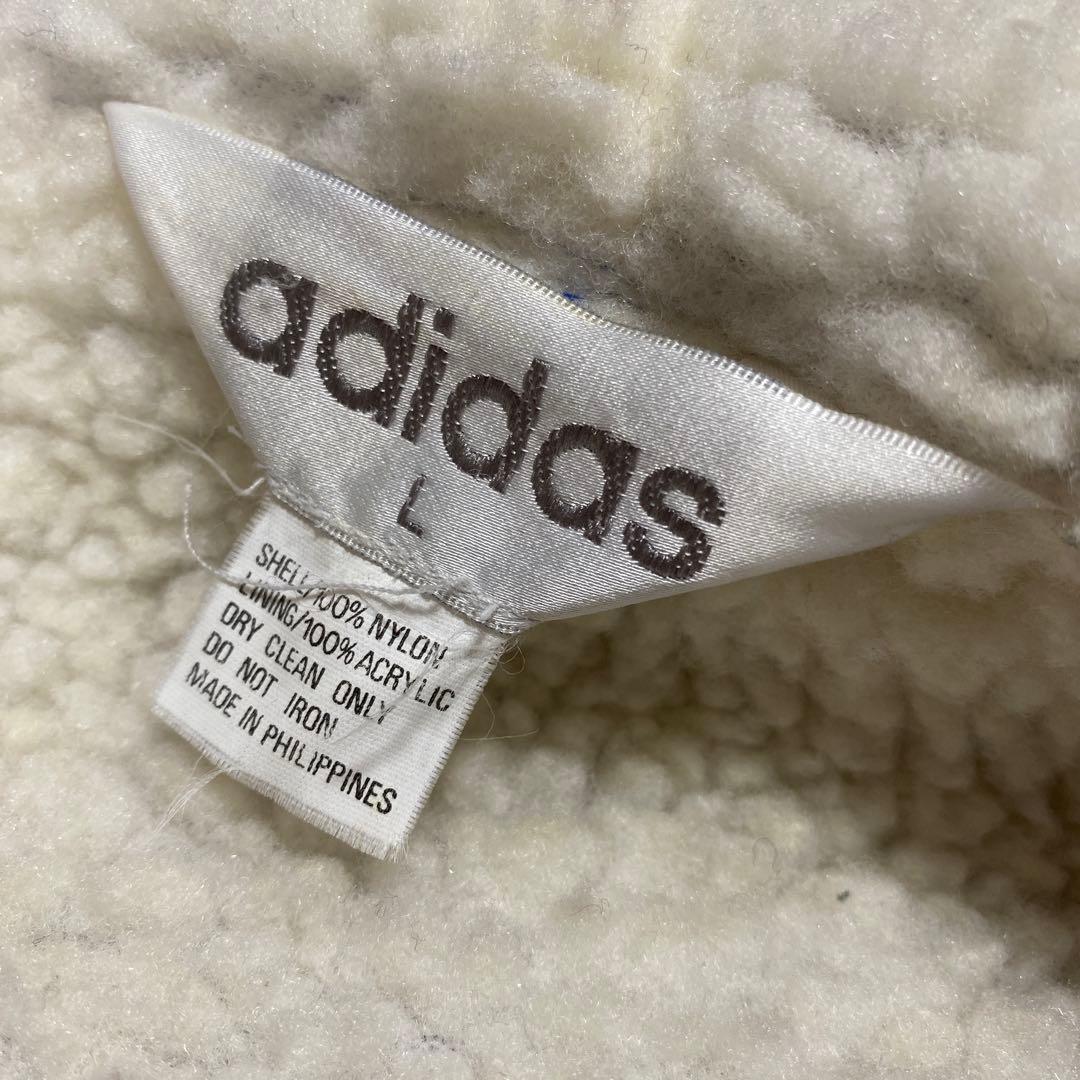 adidas
L
SHELL/100% NYLON
LINING/100% ACRYLIC
DRY CLEAN ONLY
DO NOT IRON
MADE IN PHILIPPINES